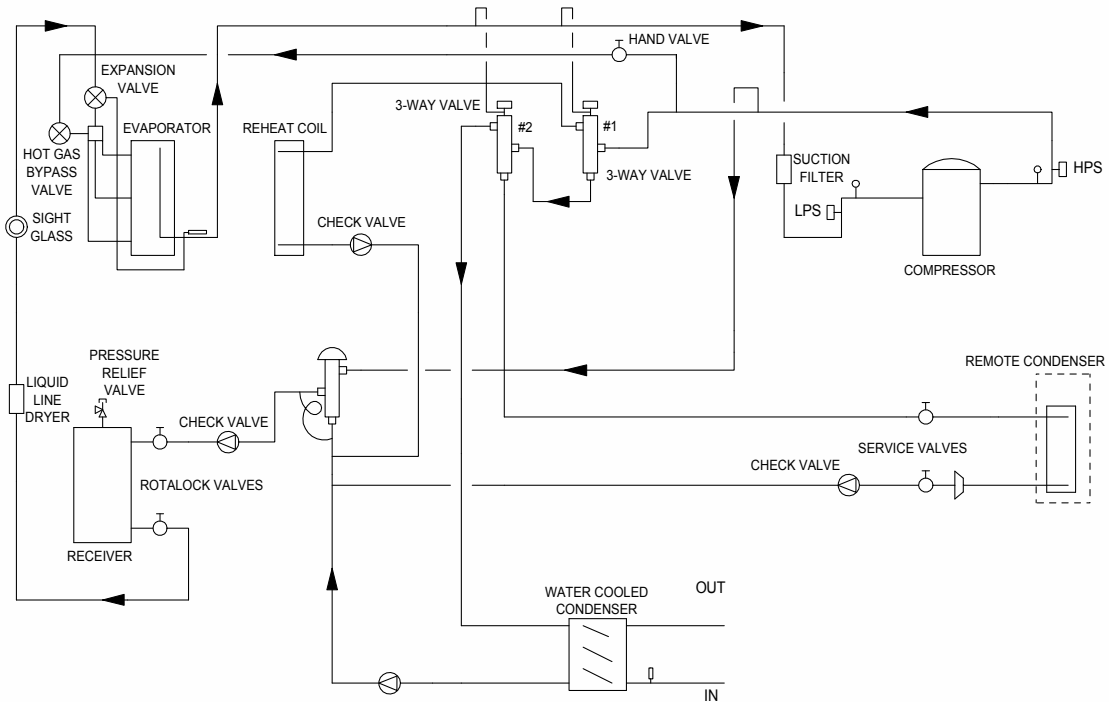 HAND VALVE
EXPANSION
VALVE
3-WAY VALVE
EVAPORATOR
REHEAT COIL
#2
#1
HOT GAS
BYPASS
VALVE
3-WAY VALVE
SUCTION
FILTER
HPS
LPS
SIGHT
GLASS
CHECK VALVE
COMPRESSOR
PRESSURE
RELIEF
VALVE
REMOTE CONDENSER
LIQUID
LINE
DRYER
CHECK VALVE
SERVICE VALVES
CHECK VALVE
ROTALOCK VALVES
RECEIVER
WATER COOLED
CONDENSER
OUT
IN